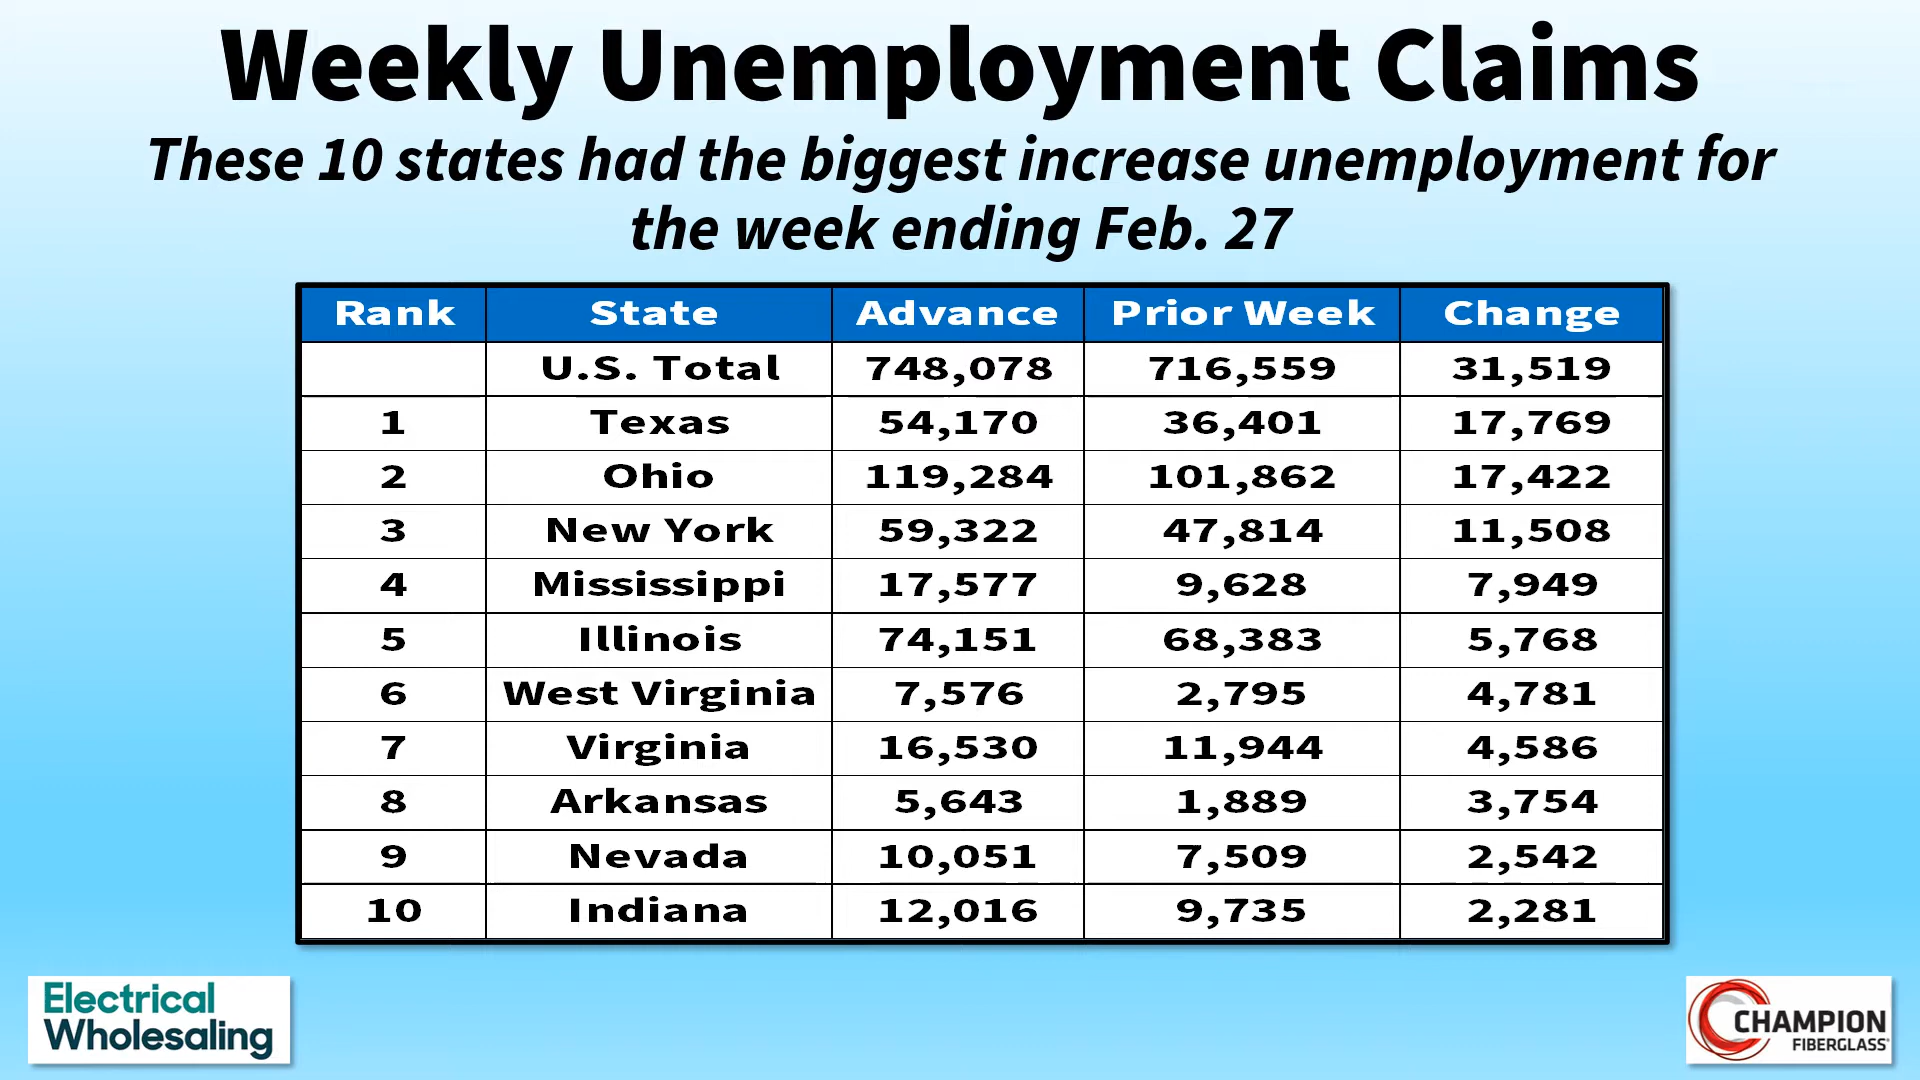 Weekly Unemployment Claims
These 10 states had the biggest increase unemployment for
the week ending Feb. 27
Rank State Advance Prior Week Change
U.S. Total 748,078 716,559 31,519
1 Texas 54,170 36,401 17,769
2 Ohio 119,284 101,862 17,422
3 New York 59,322 47,814 11,508
4 Mississippi 17,577 9,628 7,949
5 Illinois 74,151 68,383 5,768
6 West Virginia 7,576 2,795 4,781
7 Virginia 16,530 11,944 4,586
8 Arkansas 5,643 1,889 3,754
9 Nevada 10,051 7,509 2,542
10 Indiana 12,016 9,735 2,281
Electrical
Wholesaling
CHAMPION
FIBERGLASS